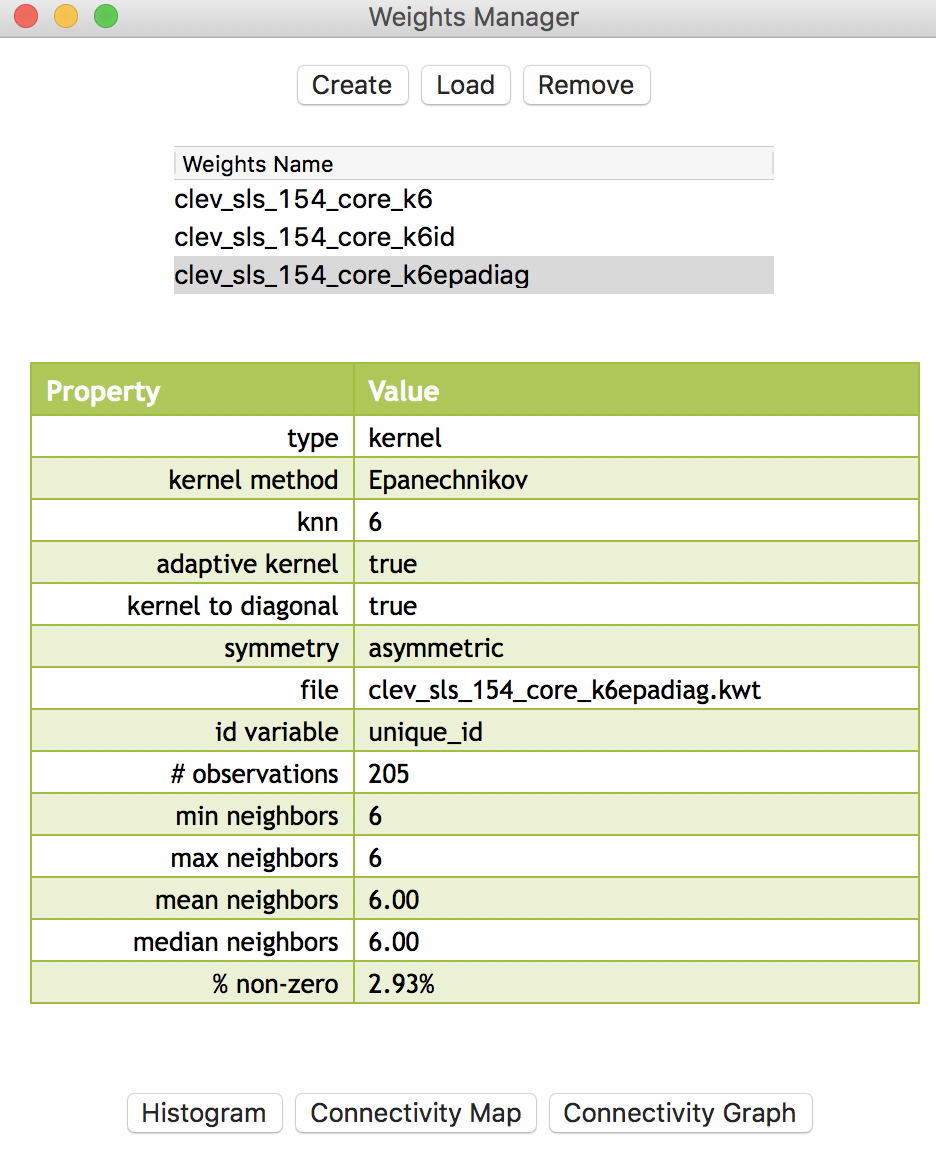 Weights Manager
Create Load Remove
Weights Name
clev_sls_154_core_k6
clev_sls_154_core_k6id
clev_sls_154_core_k6epadiag
Property Value
type kernel
kernel method Epanechnikov
knn 6
adaptive kernel true
kernel to diagonal true
symmetry asymmetric
file clev_sls_154_core_k6epadiag.kwt
id variable unique_id
# observations 205
min neighbors 6
max neighbors 6
mean neighbors 6.00
median neighbors 6.00
% non-zero 2.93%
Histogram Connectivity Map Connectivity Graph